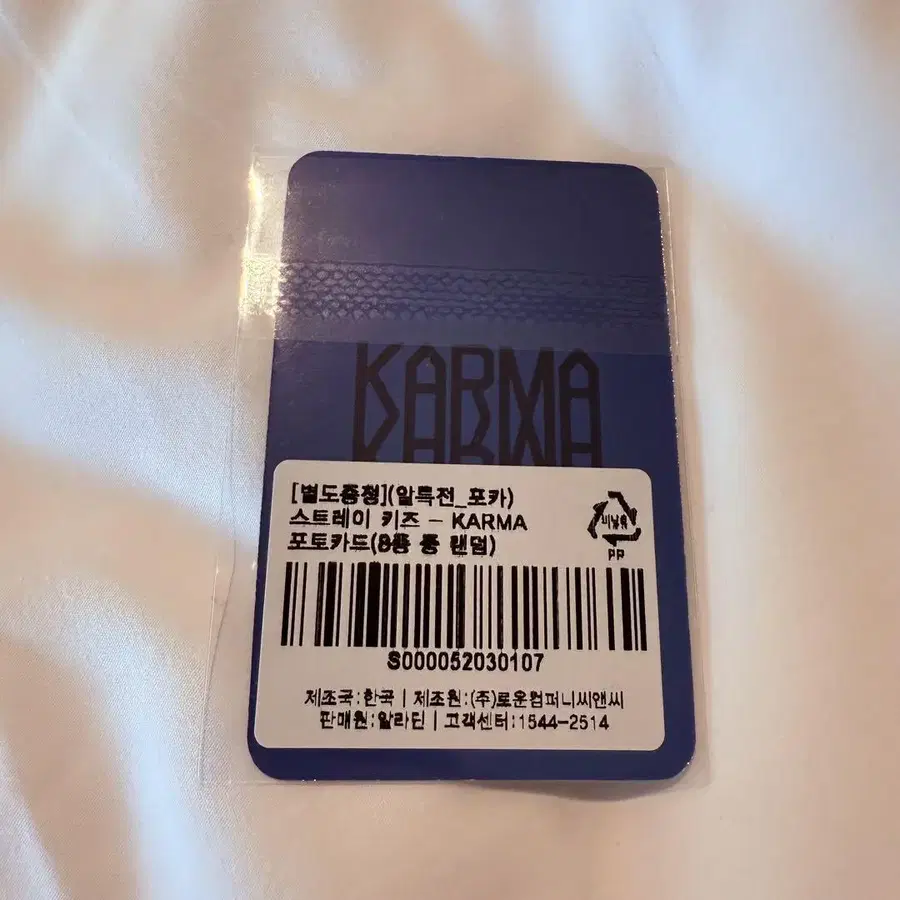 KARMA
KARMA
[별도증정](알특전_포카)
스트레이 키즈 - KARMA
포토카드(8종 중 랜덤)
비닐류
PP
S000052030107
제조국:한국 | 제조원:(주)로운컴퍼니씨앤씨
판매원:알라딘 | 고객센터:1544-2514